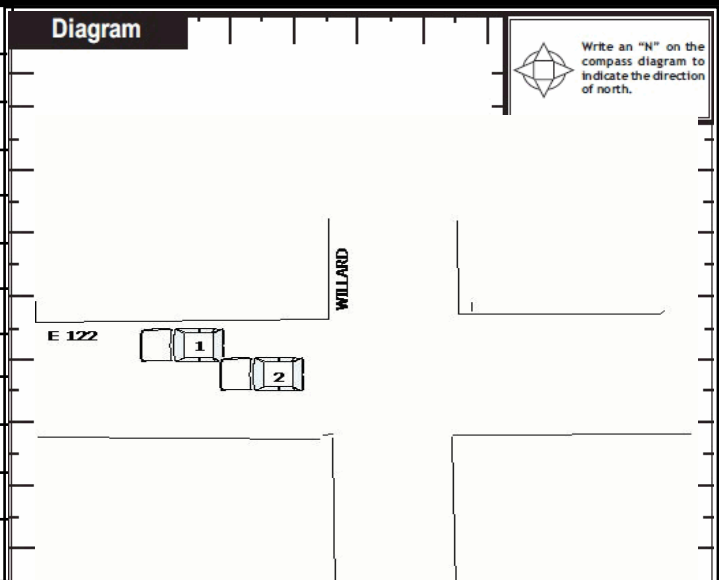 Diagram
Write an “N” on the
compass diagram to
indicate the direction
of north.
WILLARD
E 122
1
2